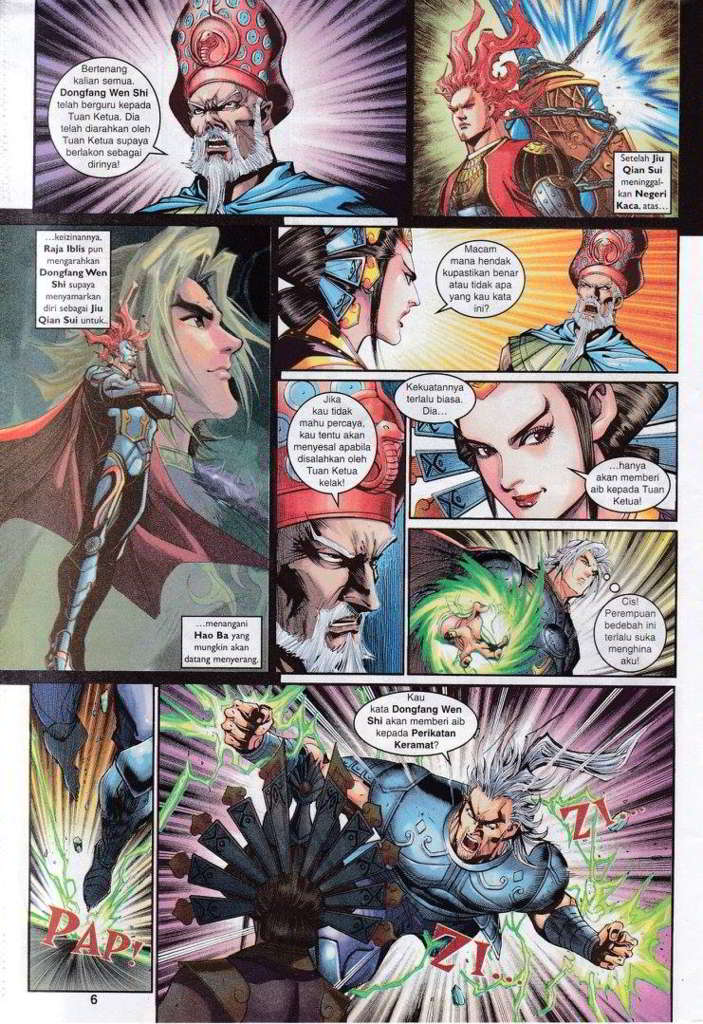 Bertenang
kalian semua.
Dongfang Wen Shi
telah berguru kepada
Tuan Ketua. Dia
telah diarahkan oleh
Tuan Ketua supaya
berlakon sebagai
dirinya!
Setelah Jiu
Qian Sui
meninggal-
kan Negeri
Kaca, atas...
...keizinannya,
Raja Iblis pun
mengarahkan
Dongfang Wen
Shi supaya
menyamarkan
diri sebagai Jiu
Qian Sui untuk..
...menangani
Hao Ba yang
mungkin akan
datang menyerang.
Macam
mana hendak
kupastikan benar
atau tidak apa
yang kau kata
ini?
Jika
kau tidak
mahu percaya,
kau tentu akan
menyesal apabila
disalahkan oleh
Tuan Ketua
kelak!
Kekuatannya
terlalu biasa.
Dia...
...hanya
akan memberi
aib kepada Tuan
Ketua!
Cis!
Perempuan
bedebah ini
terlalu suka
menghina
aku!
PAP!
Kau
kata Dongfang Wen
Shi akan memberi aib
kepada Perikatan
Keramat?
ZI..
ZI...
6